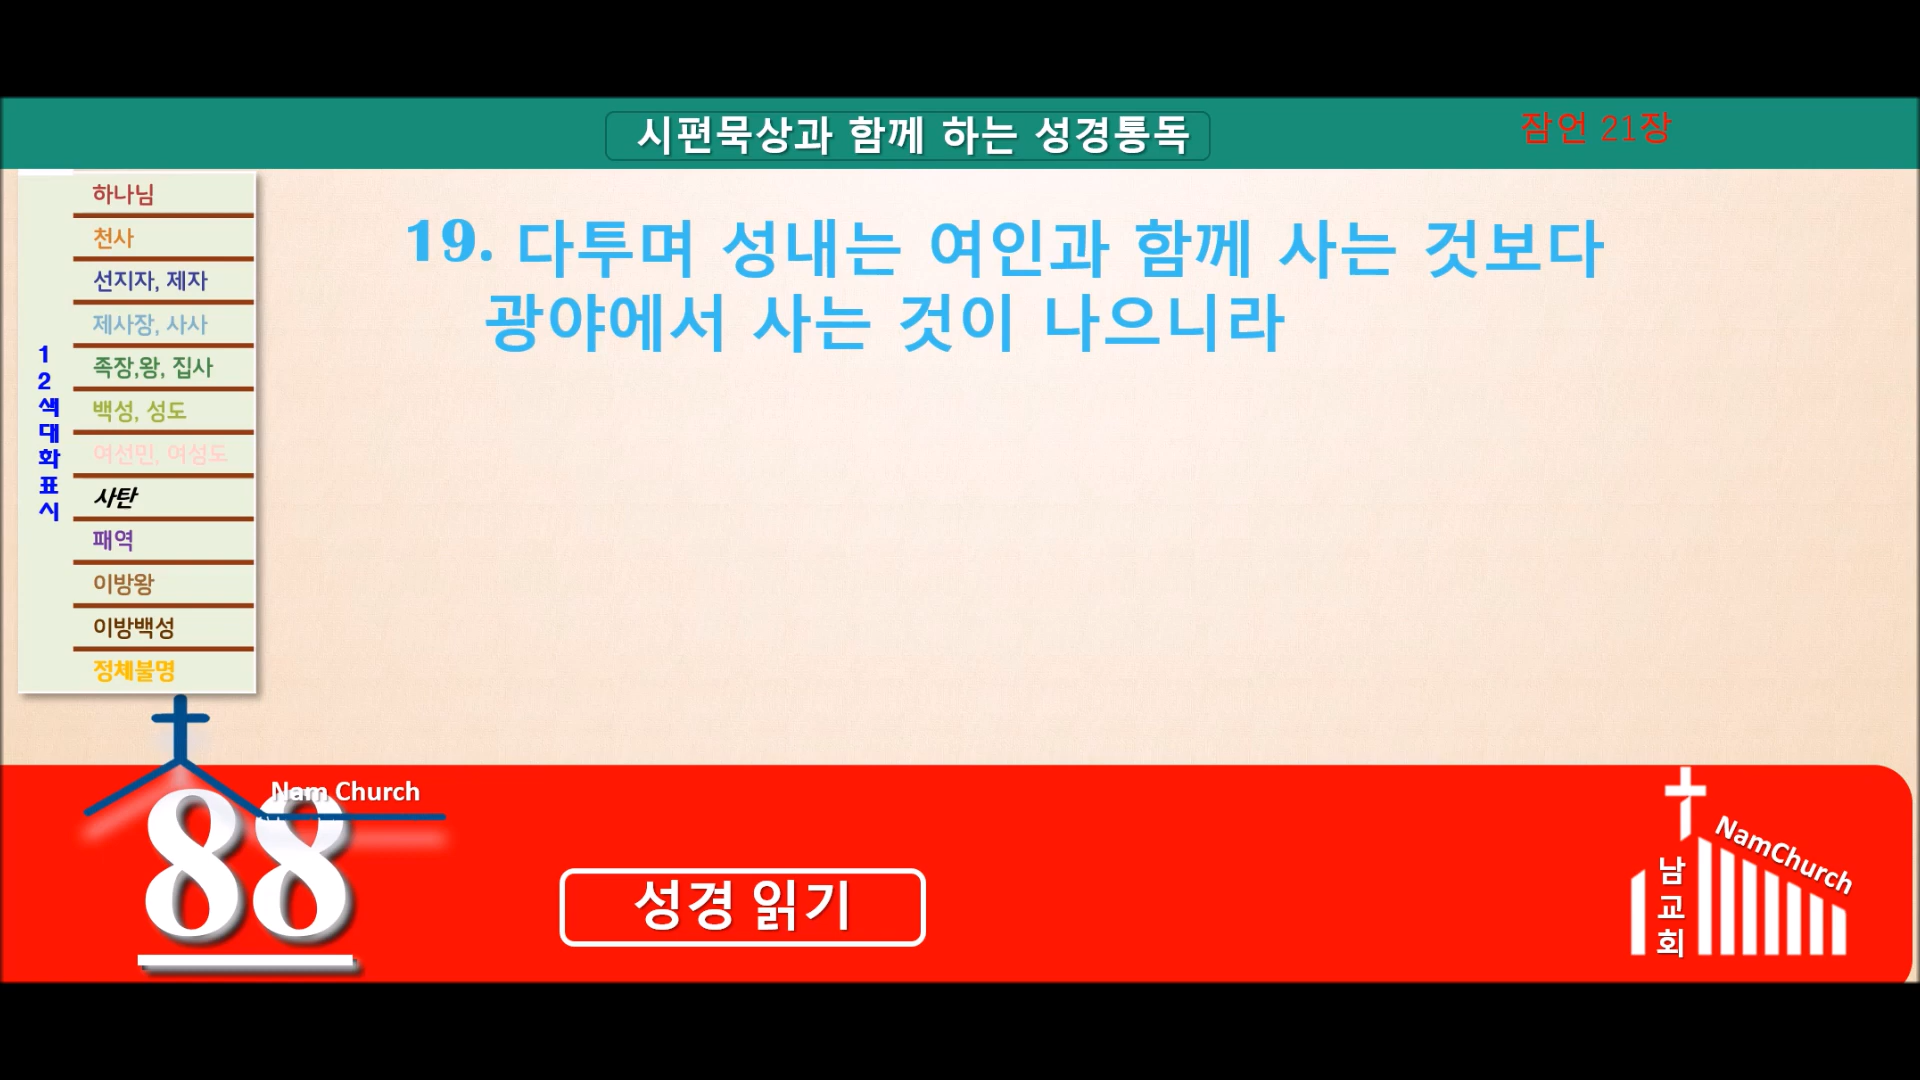 시편묵상과 함께 하는 성경통독
잠언 21장
12색대화표시
하나님
천사
선지자, 제자
제사장, 사사
족장,왕, 집사
백성, 성도
여선민, 여성도
사탄
패역
이방왕
이방백성
정체불명
19. 다투며 성내는 여인과 함께 사는 것보다
광야에서 사는 것이 나으니라
Nam Church
88
성경 읽기
남교회
NamChurch